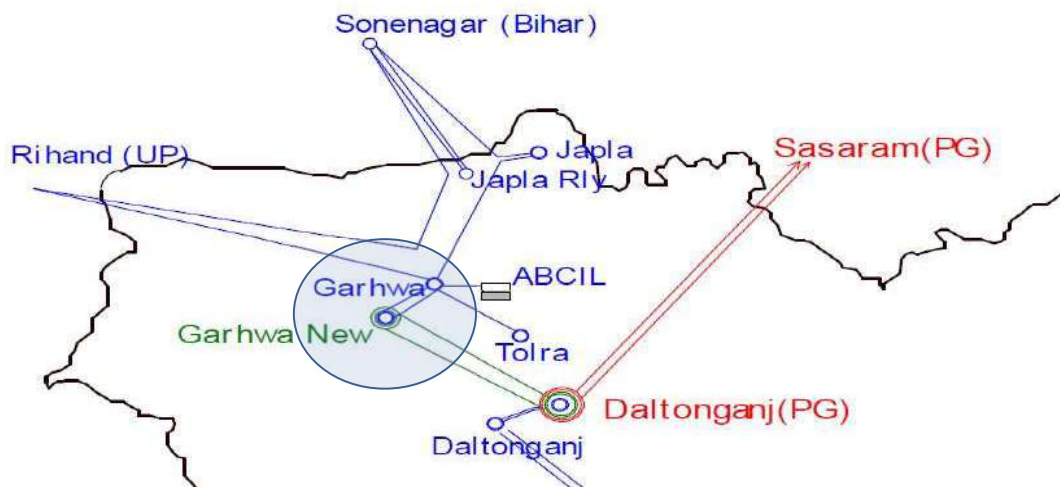 Sonenagar (Bihar)
Rihand (UP)
Japla
Sasaram(PG)
Japla Rly
Garhwa
ABCIL
Garhwa New
Tolra
Daltonganj(PG)
Daltonganj